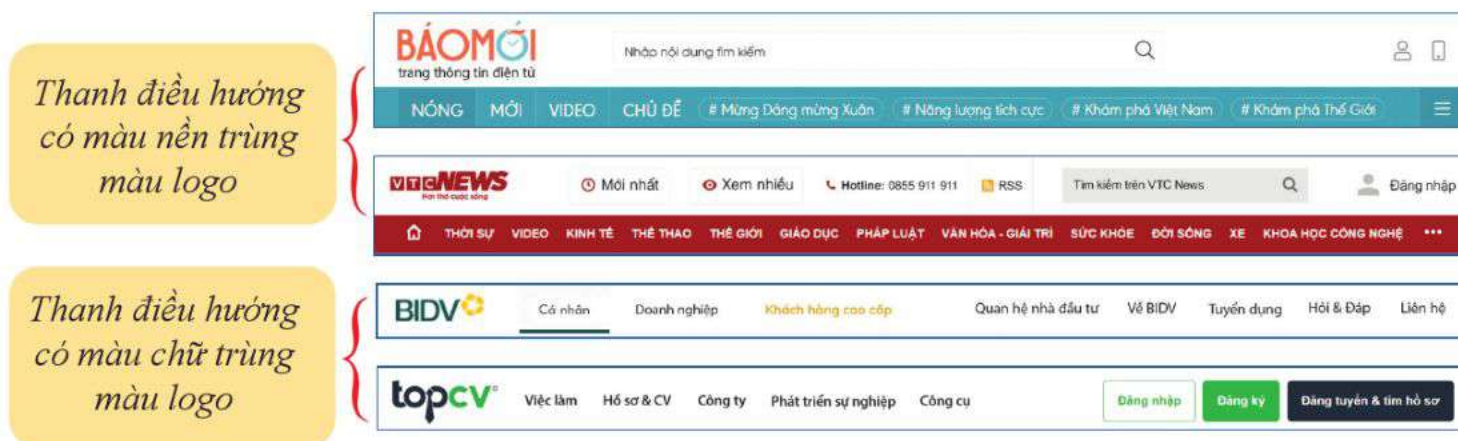 Thanh điều hướng
có màu nền trùng
màu logo
BÁOMỚI
trang thông tin điện tử
Nhập nội dung tìm kiếm
NÓNG MỚI VIDEO CHỦ ĐỀ # Mừng Đảng mừng Xuân # Năng lượng tích cực # Khám phá Việt Nam # Khám phá Thế Giới
VTCNEWS
Hơi thở cuộc sống
Mới nhất Xem nhiều Hotline: 0855 911 911 RSS Tìm kiếm trên VTC News Đăng nhập
THỜI SỰ VIDEO KINH TẾ THỂ THAO THẾ GIỚI GIÁO DỤC PHÁP LUẬT VĂN HÓA - GIẢI TRÍ SỨC KHỎE ĐỜI SỐNG XE KHOA HỌC CÔNG NGHỆ •••
Thanh điều hướng
có màu chữ trùng
màu logo
BIDV Cá nhân Doanh nghiệp Khách hàng cao cấp Quan hệ nhà đầu tư Về BIDV Tuyển dụng Hỏi & Đáp Liên hệ
topcv Việc làm Hồ sơ & CV Công ty Phát triển sự nghiệp Công cụ Đăng nhập Đăng ký Đăng tuyển & tìm hồ sơ